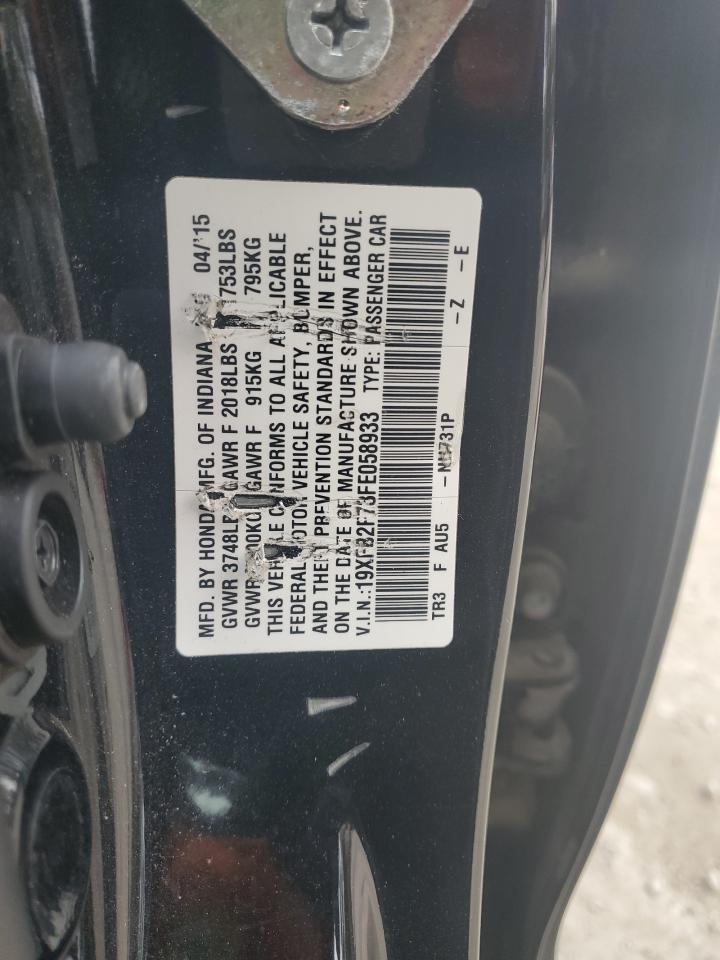 MFD. BY HONDA MFG. OF INDIANA 04/'15
GVWR 3748LBS GAWR F 2018LBS 753LBS
GVWR 00KG GAWR F 915KG 795KG
THIS VEHICLE CONFORMS TO ALL APPLICABLE
FEDERAL MOTOR VEHICLE SAFETY, BUMPER,
AND THEFT PREVENTION STANDARDS IN EFFECT
ON THE DATE OF MANUFACTURE SHOWN ABOVE.
V.I.N.:19XFB2F73FE058933 TYPE: PASSENGER CAR
TR3 F AU5 - 731P - Z - E